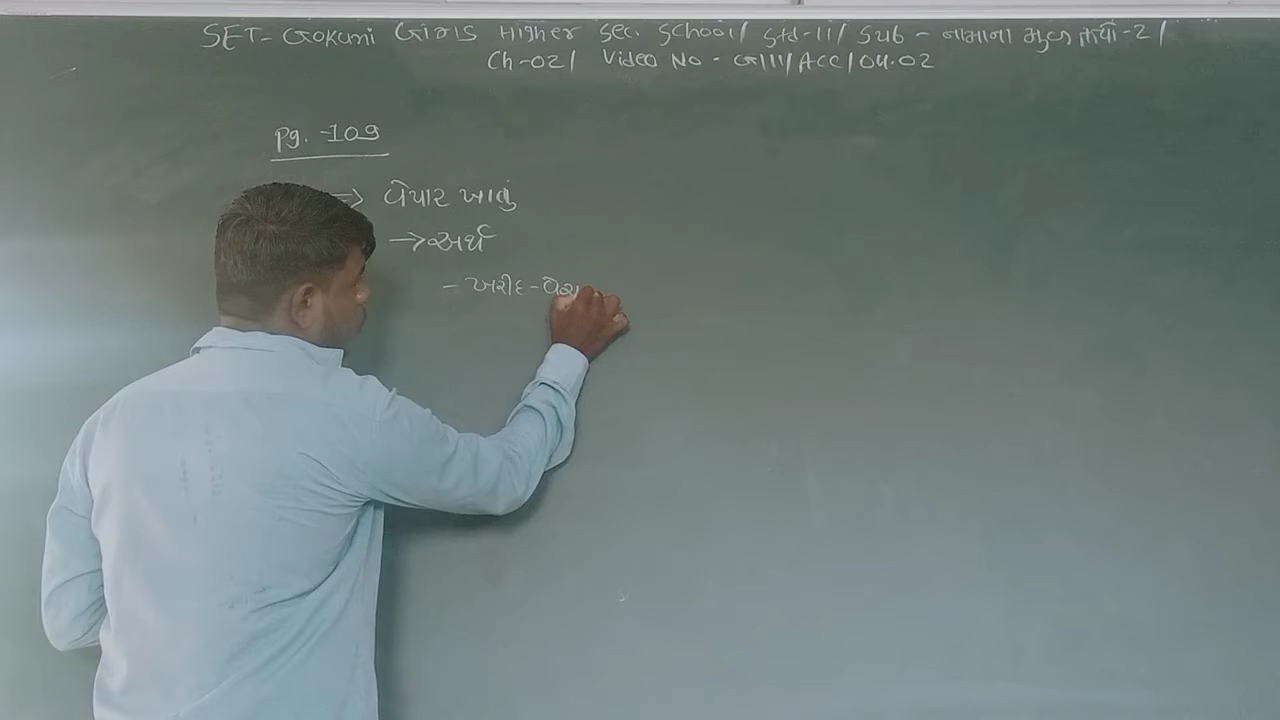 SET- Gokani Girls Higher Sec. School/ Std-11/ Sub - નામાના મુળ તત્વો-2/
Ch-02/ Video No - G/11/Acc/04.02
Pg. -109
⇒ વેપાર ખાતું
→ અર્થ
- ખરીદ-વેચ